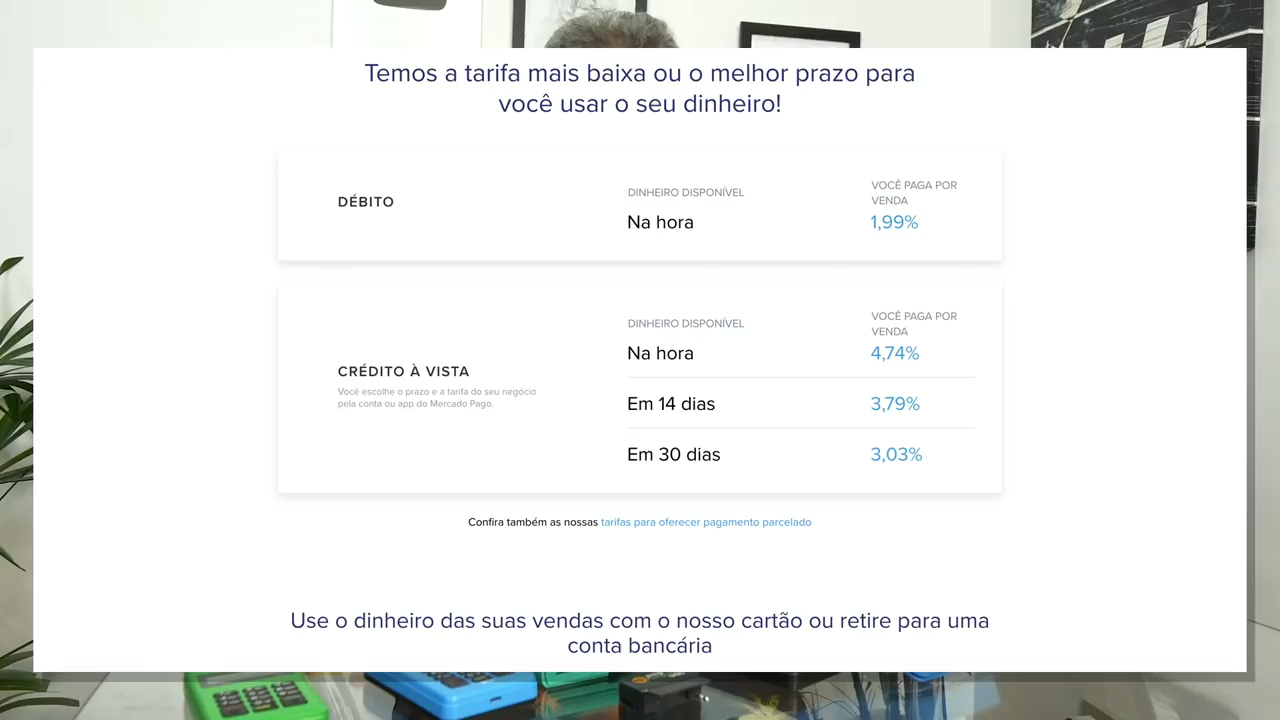 Temos a tarifa mais baixa ou o melhor prazo para
você usar o seu dinheiro!
DÉBITO
DINHEIRO DISPONÍVEL
Na hora
VOCÊ PAGA POR
VENDA
1,99%
CRÉDITO À VISTA
Você escolhe o prazo e a tarifa do seu negócio
pela conta ou app do Mercado Pago.
DINHEIRO DISPONÍVEL
VOCÊ PAGA POR
VENDA
Na hora 4,74%
Em 14 dias 3,79%
Em 30 dias 3,03%
Confira também as nossas tarifas para oferecer pagamento parcelado
Use o dinheiro das suas vendas com o nosso cartão ou retire para uma
conta bancária